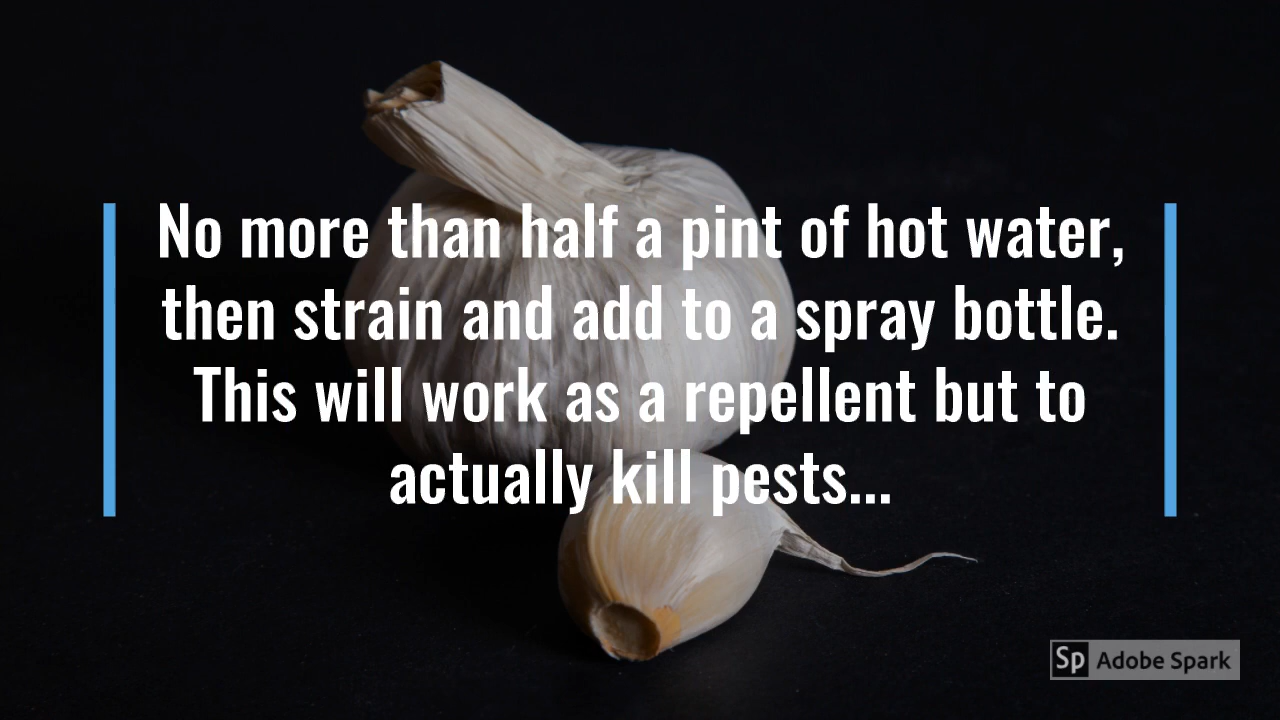 No more than half a pint of hot water,
then strain and add to a spray bottle.
This will work as a repellent but to
actually kill pests...
Sp Adobe Spark